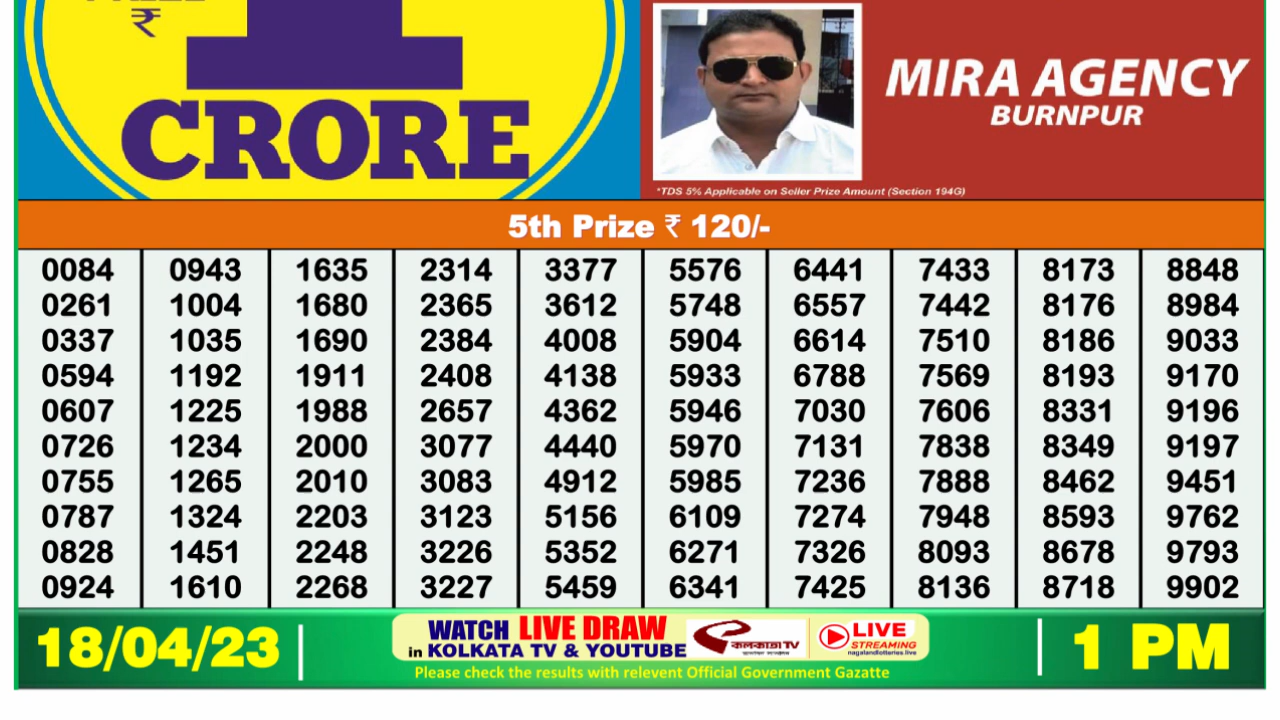 ₹
1
CRORE
MIRA AGENCY
BURNPUR
*TDS 5% Applicable on Seller Prize Amount (Section 194G)
5th Prize ₹ 120/-
0084 0943 1635 2314 3377 5576 6441 7433 8173 8848
0261 1004 1680 2365 3612 5748 6557 7442 8176 8984
0337 1035 1690 2384 4008 5904 6614 7510 8186 9033
0594 1192 1911 2408 4138 5933 6788 7569 8193 9170
0607 1225 1988 2657 4362 5946 7030 7606 8331 9196
0726 1234 2000 3077 4440 5970 7131 7838 8349 9197
0755 1265 2010 3083 4912 5985 7236 7888 8462 9451
0787 1324 2203 3123 5156 6109 7274 7948 8593 9762
0828 1451 2248 3226 5352 6271 7326 8093 8678 9793
0924 1610 2268 3227 5459 6341 7425 8136 8718 9902
18/04/23
WATCH LIVE DRAW
in KOLKATA TV & YOUTUBE
কলকাতা TV
LIVE
STREAMING
nagalandlotteries.live
Please check the results with relevent Official Government Gazatte
1 PM